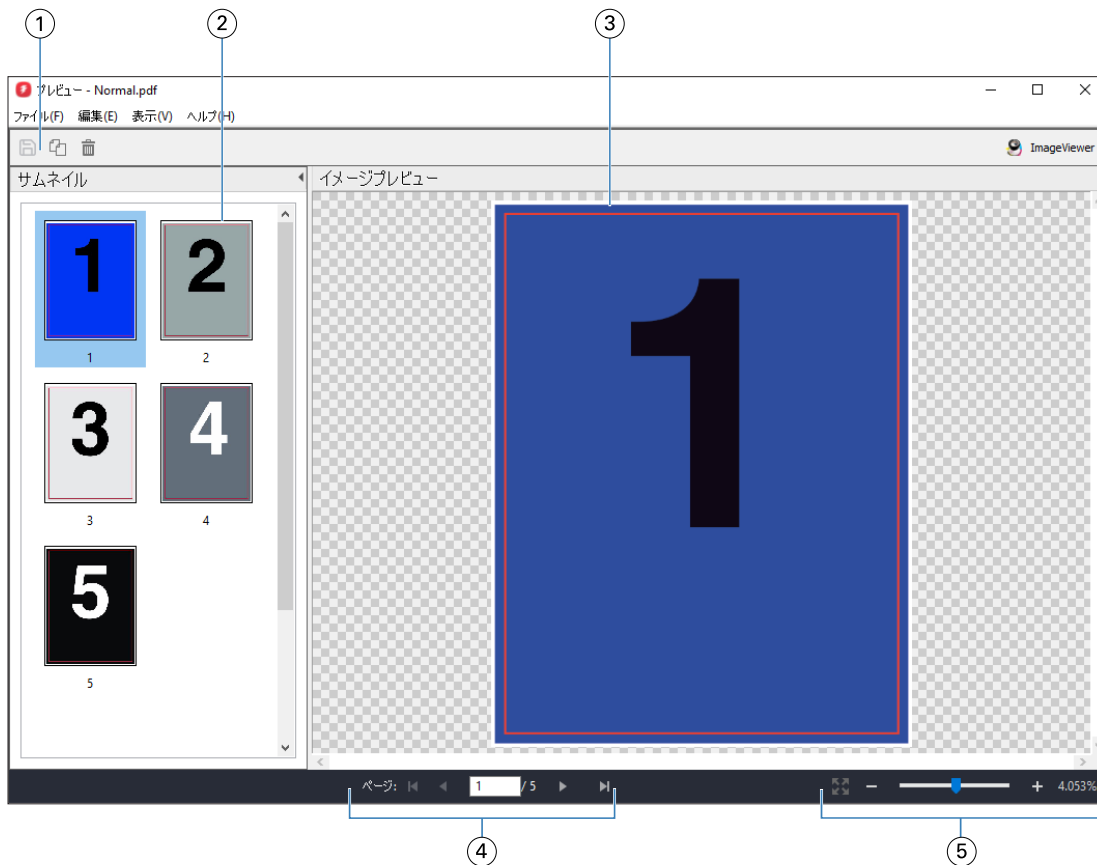 ① ② ③
プレビュー - Normal.pdf
ファイル(F) 編集(E) 表示(V) ヘルプ(H)
ImageViewer
サムネイル
イメージプレビュー
1
1
2
2
3
3
4
4
5
5
1
ページ: 1 / 5
4.053%
④ ⑤